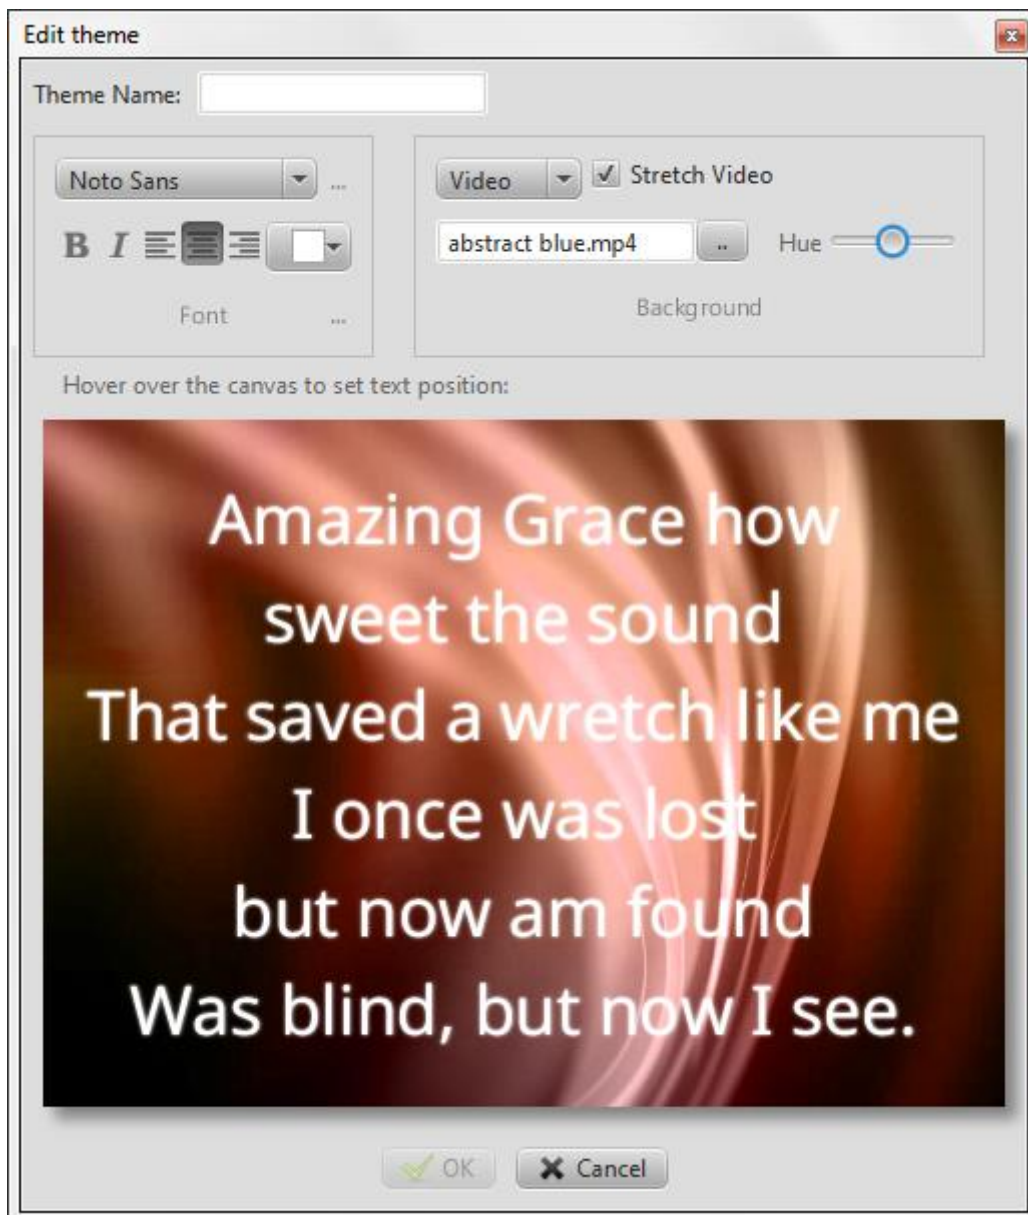 Edit theme
Theme Name:
Noto Sans ...
Video Stretch Video
B I
abstract blue.mp4 .. Hue
Font ...
Background
Hover over the canvas to set text position:
Amazing Grace how
sweet the sound
That saved a wretch like me
I once was lost
but now am found
Was blind, but now I see.
OK Cancel